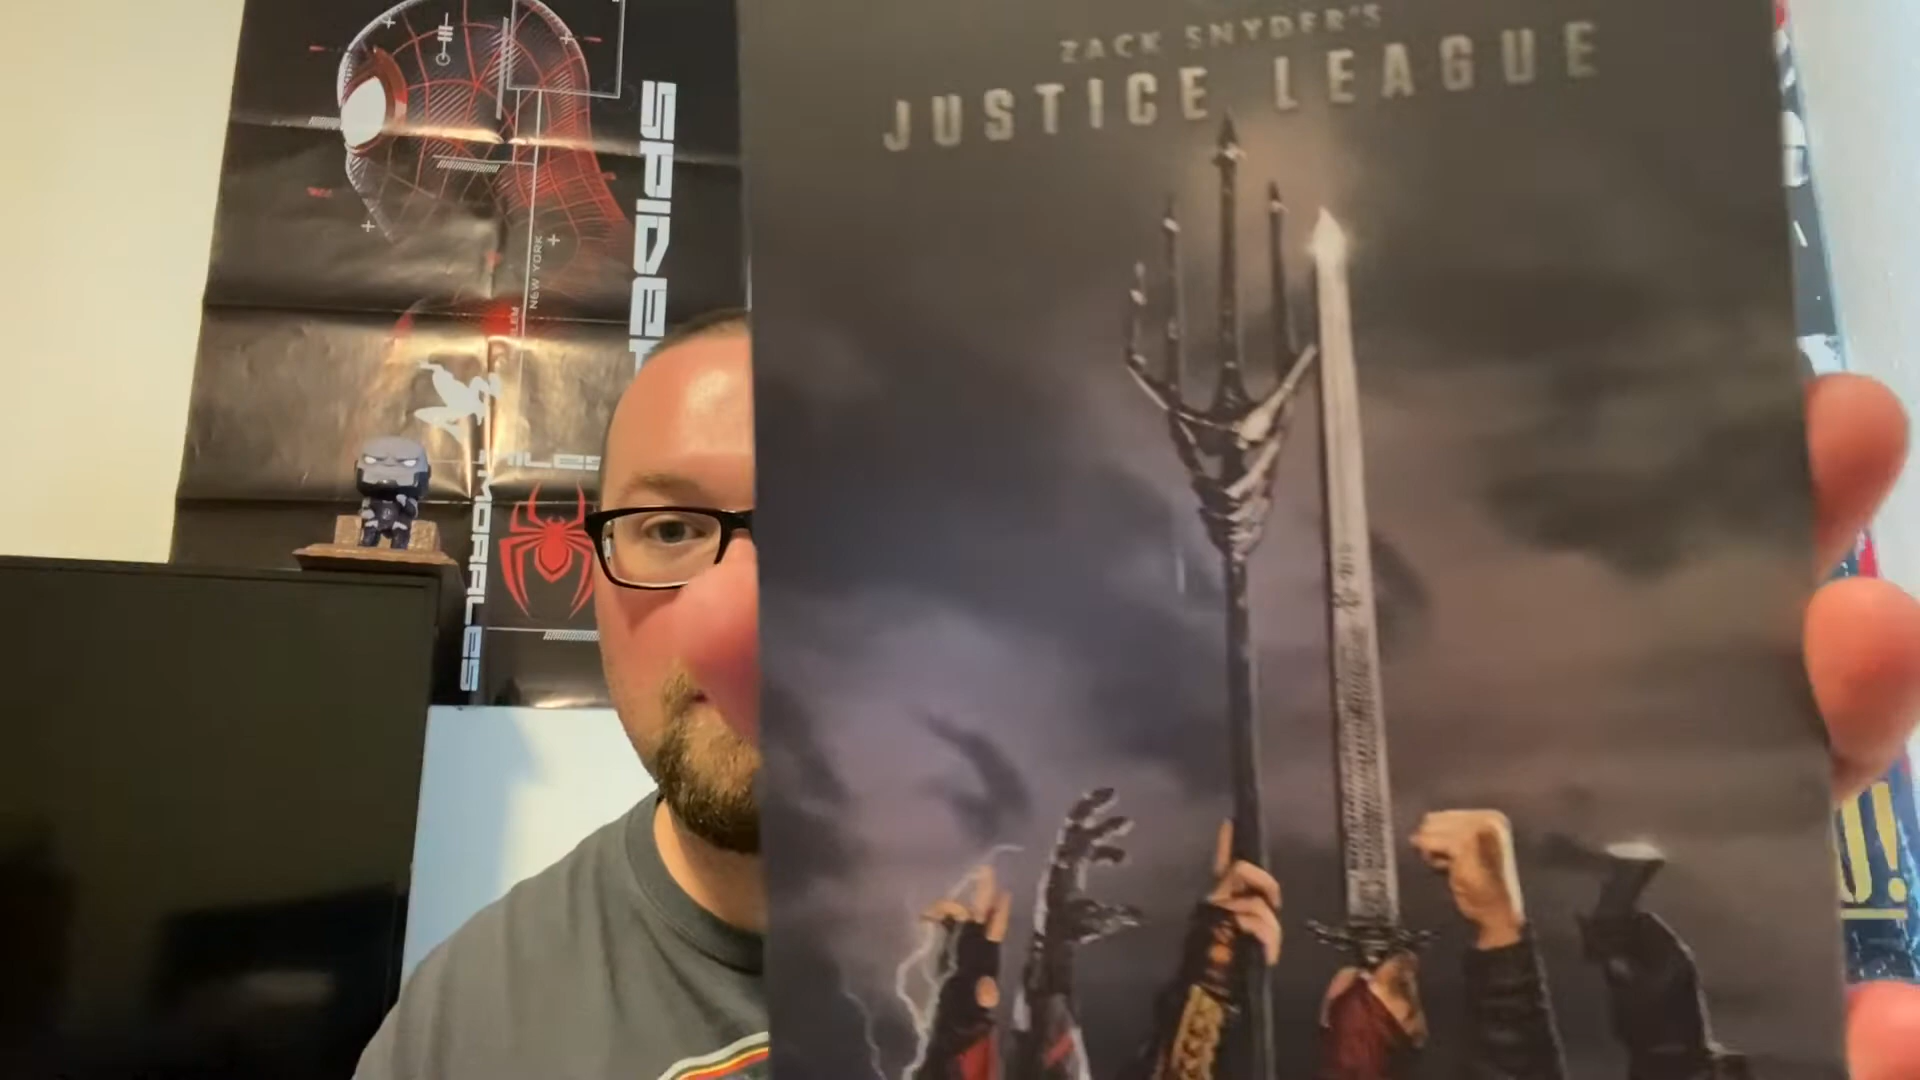 ZACK SNYDER'S
JUSTICE LEAGUE
SPIDER
NEW YORK
MILES
MORALES